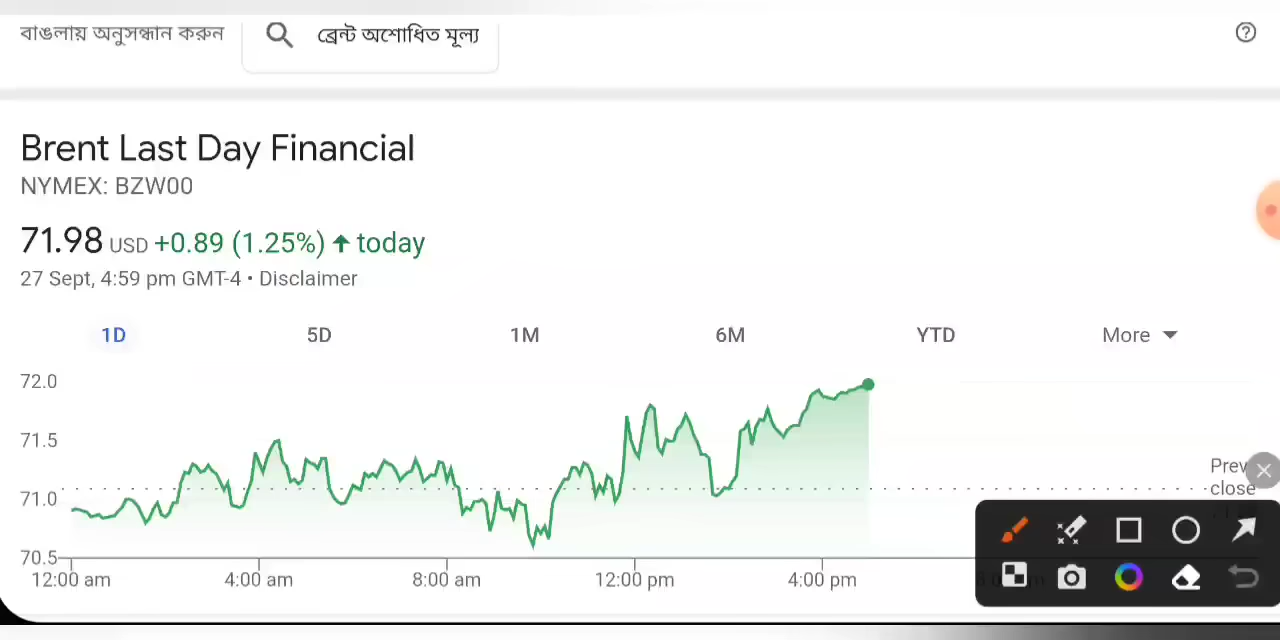 বাঙলায় অনুসন্ধান করুন
ব্রেন্ট অশোধিত মূল্য
Brent Last Day Financial
NYMEX: BZW00
71.98 USD +0.89 (1.25%) ↑ today
27 Sept, 4:59 pm GMT-4 • Disclaimer
1D 5D 1M 6M YTD More
72.0
71.5
Prev
close
71.0
70.5
12:00 am 4:00 am 8:00 am 12:00 pm 4:00 pm